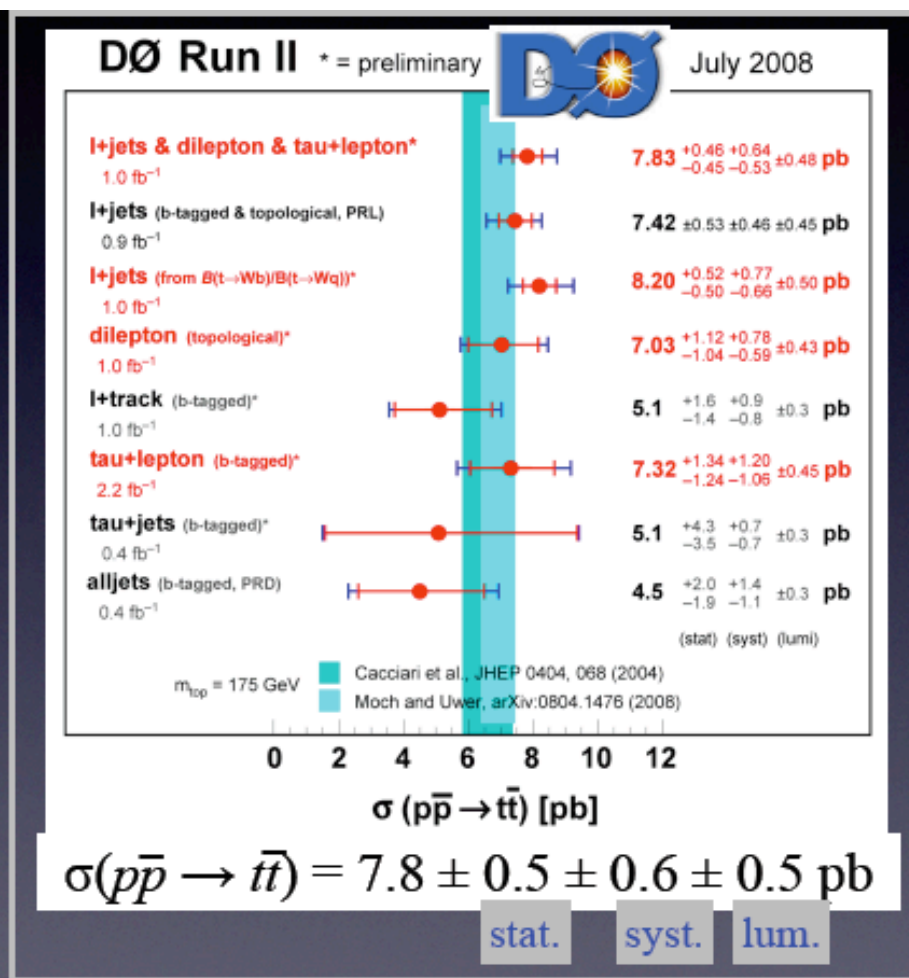 DØ Run II * = preliminary DØ July 2008
l+jets & dilepton & tau+lepton* 7.83 +0.46 −0.45 +0.64 −0.53 ±0.48 pb
1.0 fb⁻¹
l+jets (b-tagged & topological, PRL) 7.42 ±0.53 ±0.46 ±0.45 pb
0.9 fb⁻¹
l+jets (from B(t→Wb)/B(t→Wq))* 8.20 +0.52 −0.50 +0.77 −0.66 ±0.50 pb
1.0 fb⁻¹
dilepton (topological)* 7.03 +1.12 −1.04 +0.78 −0.59 ±0.43 pb
1.0 fb⁻¹
l+track (b-tagged)* 5.1 +1.6 −1.4 +0.9 −0.8 ±0.3 pb
1.0 fb⁻¹
tau+lepton (b-tagged)* 7.32 +1.34 −1.24 +1.20 −1.06 ±0.45 pb
2.2 fb⁻¹
tau+jets (b-tagged)* 5.1 +4.3 −3.5 +0.7 −0.7 ±0.3 pb
0.4 fb⁻¹
alljets (b-tagged, PRD) 4.5 +2.0 −1.9 +1.4 −1.1 ±0.3 pb
0.4 fb⁻¹
(stat) (syst) (lumi)
m_top = 175 GeV
Cacciari et al., JHEP 0404, 068 (2004)
Moch and Uwer, arXiv:0804.1476 (2008)
0 2 4 6 8 10 12
σ (pp̅ → tt̅) [pb]
σ(pp̅ → tt̅) = 7.8 ± 0.5 ± 0.6 ± 0.5 pb
stat. syst. lum.